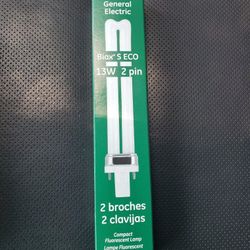 General
Electric
Biax® S ECO
13W 2 pin
2 broches
2 clavijas
Compact
Fluorescent Lamp
Lampe Fluorescent